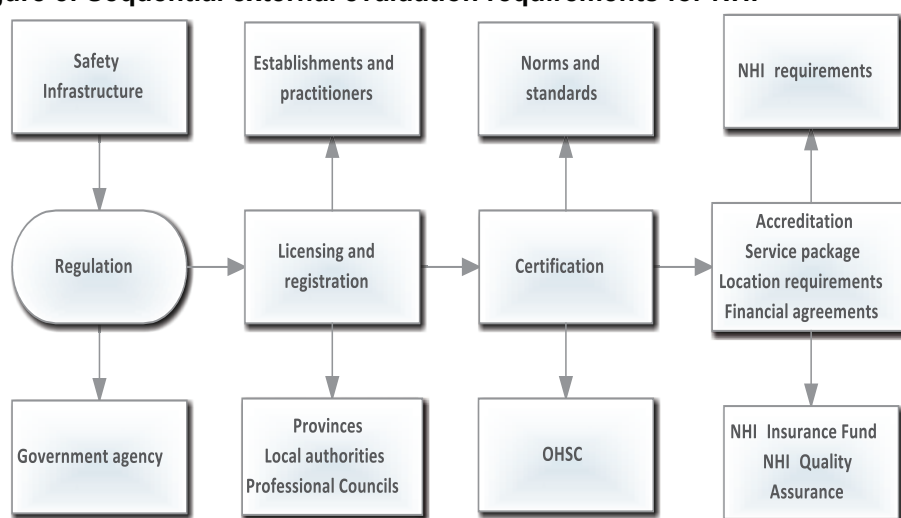 Safety
Infrastructure
Establishments and
practitioners
Norms and
standards
NHI requirements
Regulation
Licensing and
registration
Certification
Accreditation
Service package
Location requirements
Financial agreements
Government agency
Provinces
Local authorities
Professional Councils
OHSC
NHI Insurance Fund
NHI Quality
Assurance